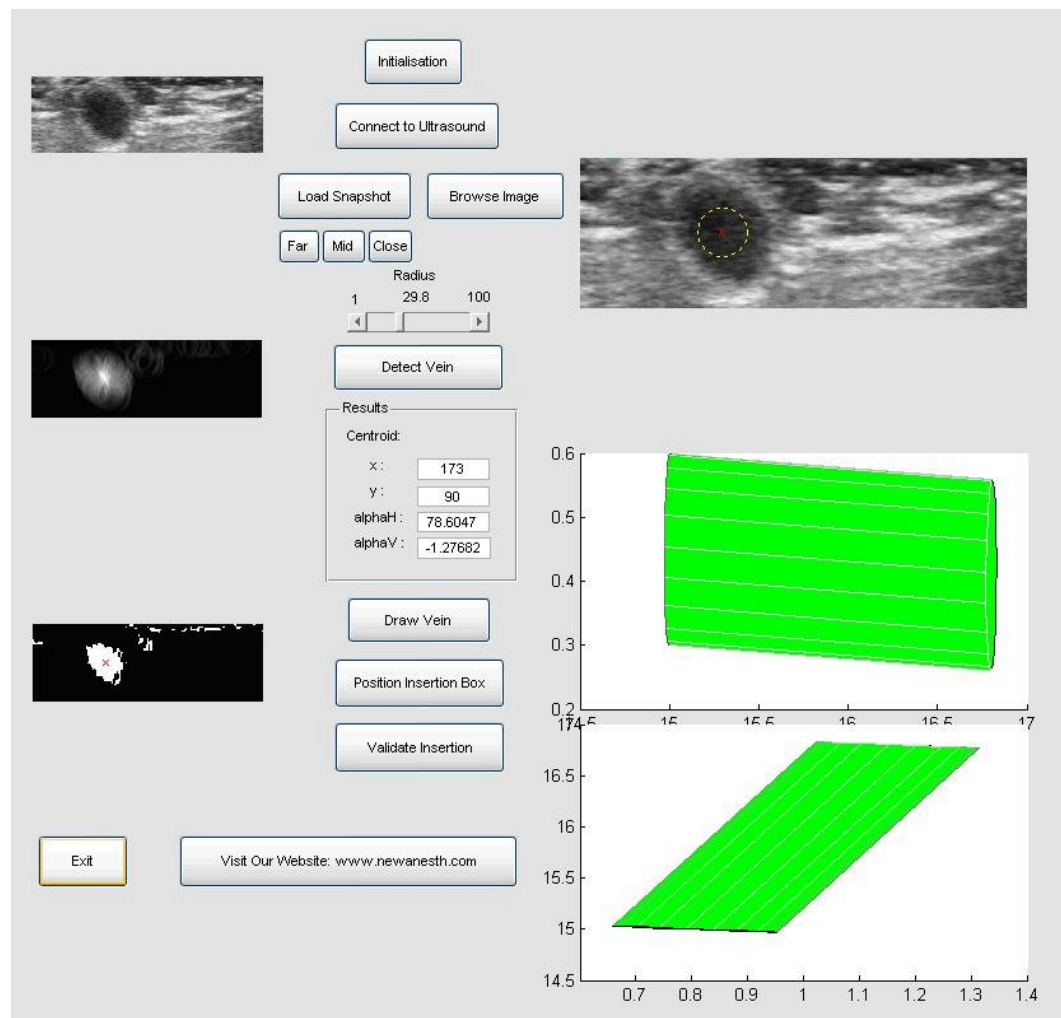 Initialisation
Connect to Ultrasound
Load Snapshot Browse Image
Far Mid Close
Radius
1 29.8 100
Detect Vein
Results
Centroid:
x : 173
y : 90
alphaH : 78.6047
alphaV : -1.27682
Draw Vein
Position Insertion Box
Validate Insertion
Exit
Visit Our Website: www.newanesth.com
0.6
0.5
0.4
0.3
0.2
14.5 15 15.5 16 16.5 17
17
16.5
16
15.5
15
14.5
0.7 0.8 0.9 1 1.1 1.2 1.3 1.4